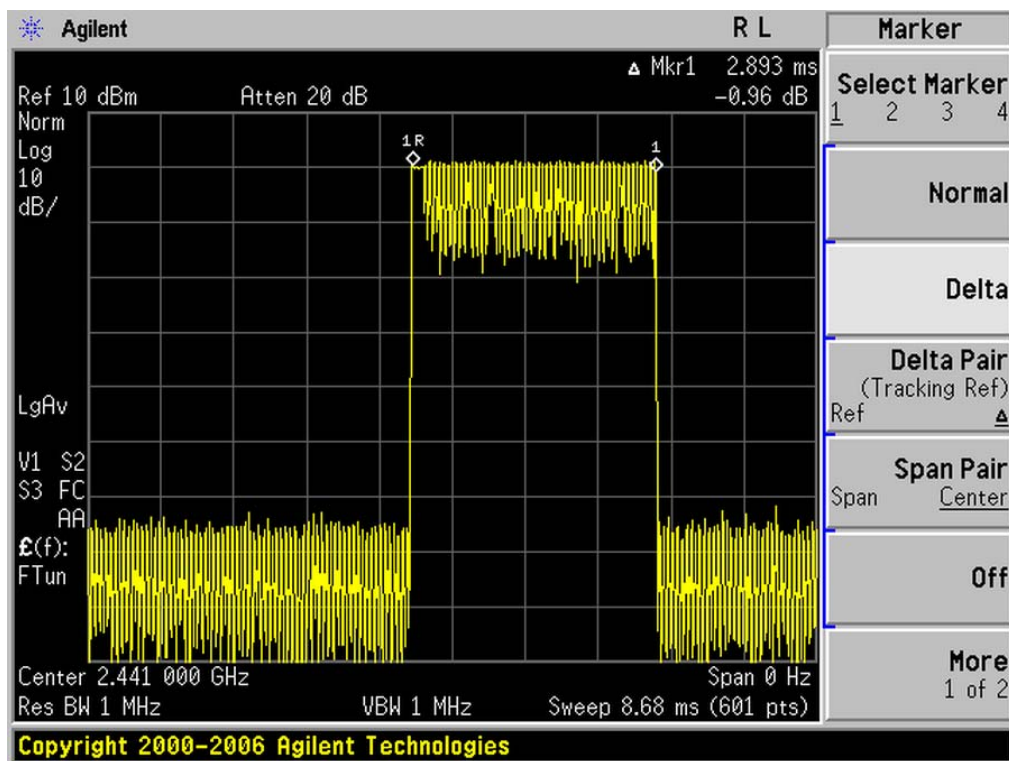 Agilent R L
Marker
▵ Mkr1 2.893 ms
Ref 10 dBm Atten 20 dB −0.96 dB
Norm
Log
10
dB/
1R
1
LgAv
V1 S2
S3 FC
AA
£(f):
FTun
Center 2.441 000 GHz Span 0 Hz
Res BW 1 MHz VBW 1 MHz Sweep 8.68 ms (601 pts)
Copyright 2000-2006 Agilent Technologies
Select Marker
1 2 3 4
Normal
Delta
Delta Pair
(Tracking Ref)
Ref ▵
Span Pair
Span Center
Off
More
1 of 2